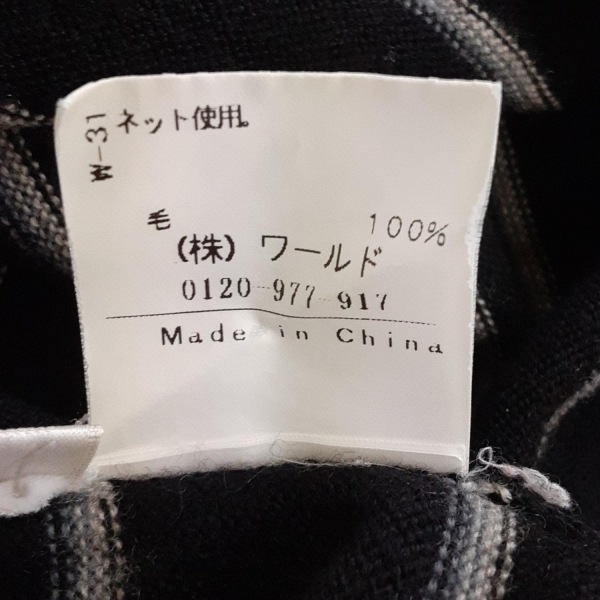 W-31
ネット使用。
毛 100%
(株) ワールド
0120-977-917
Made in China